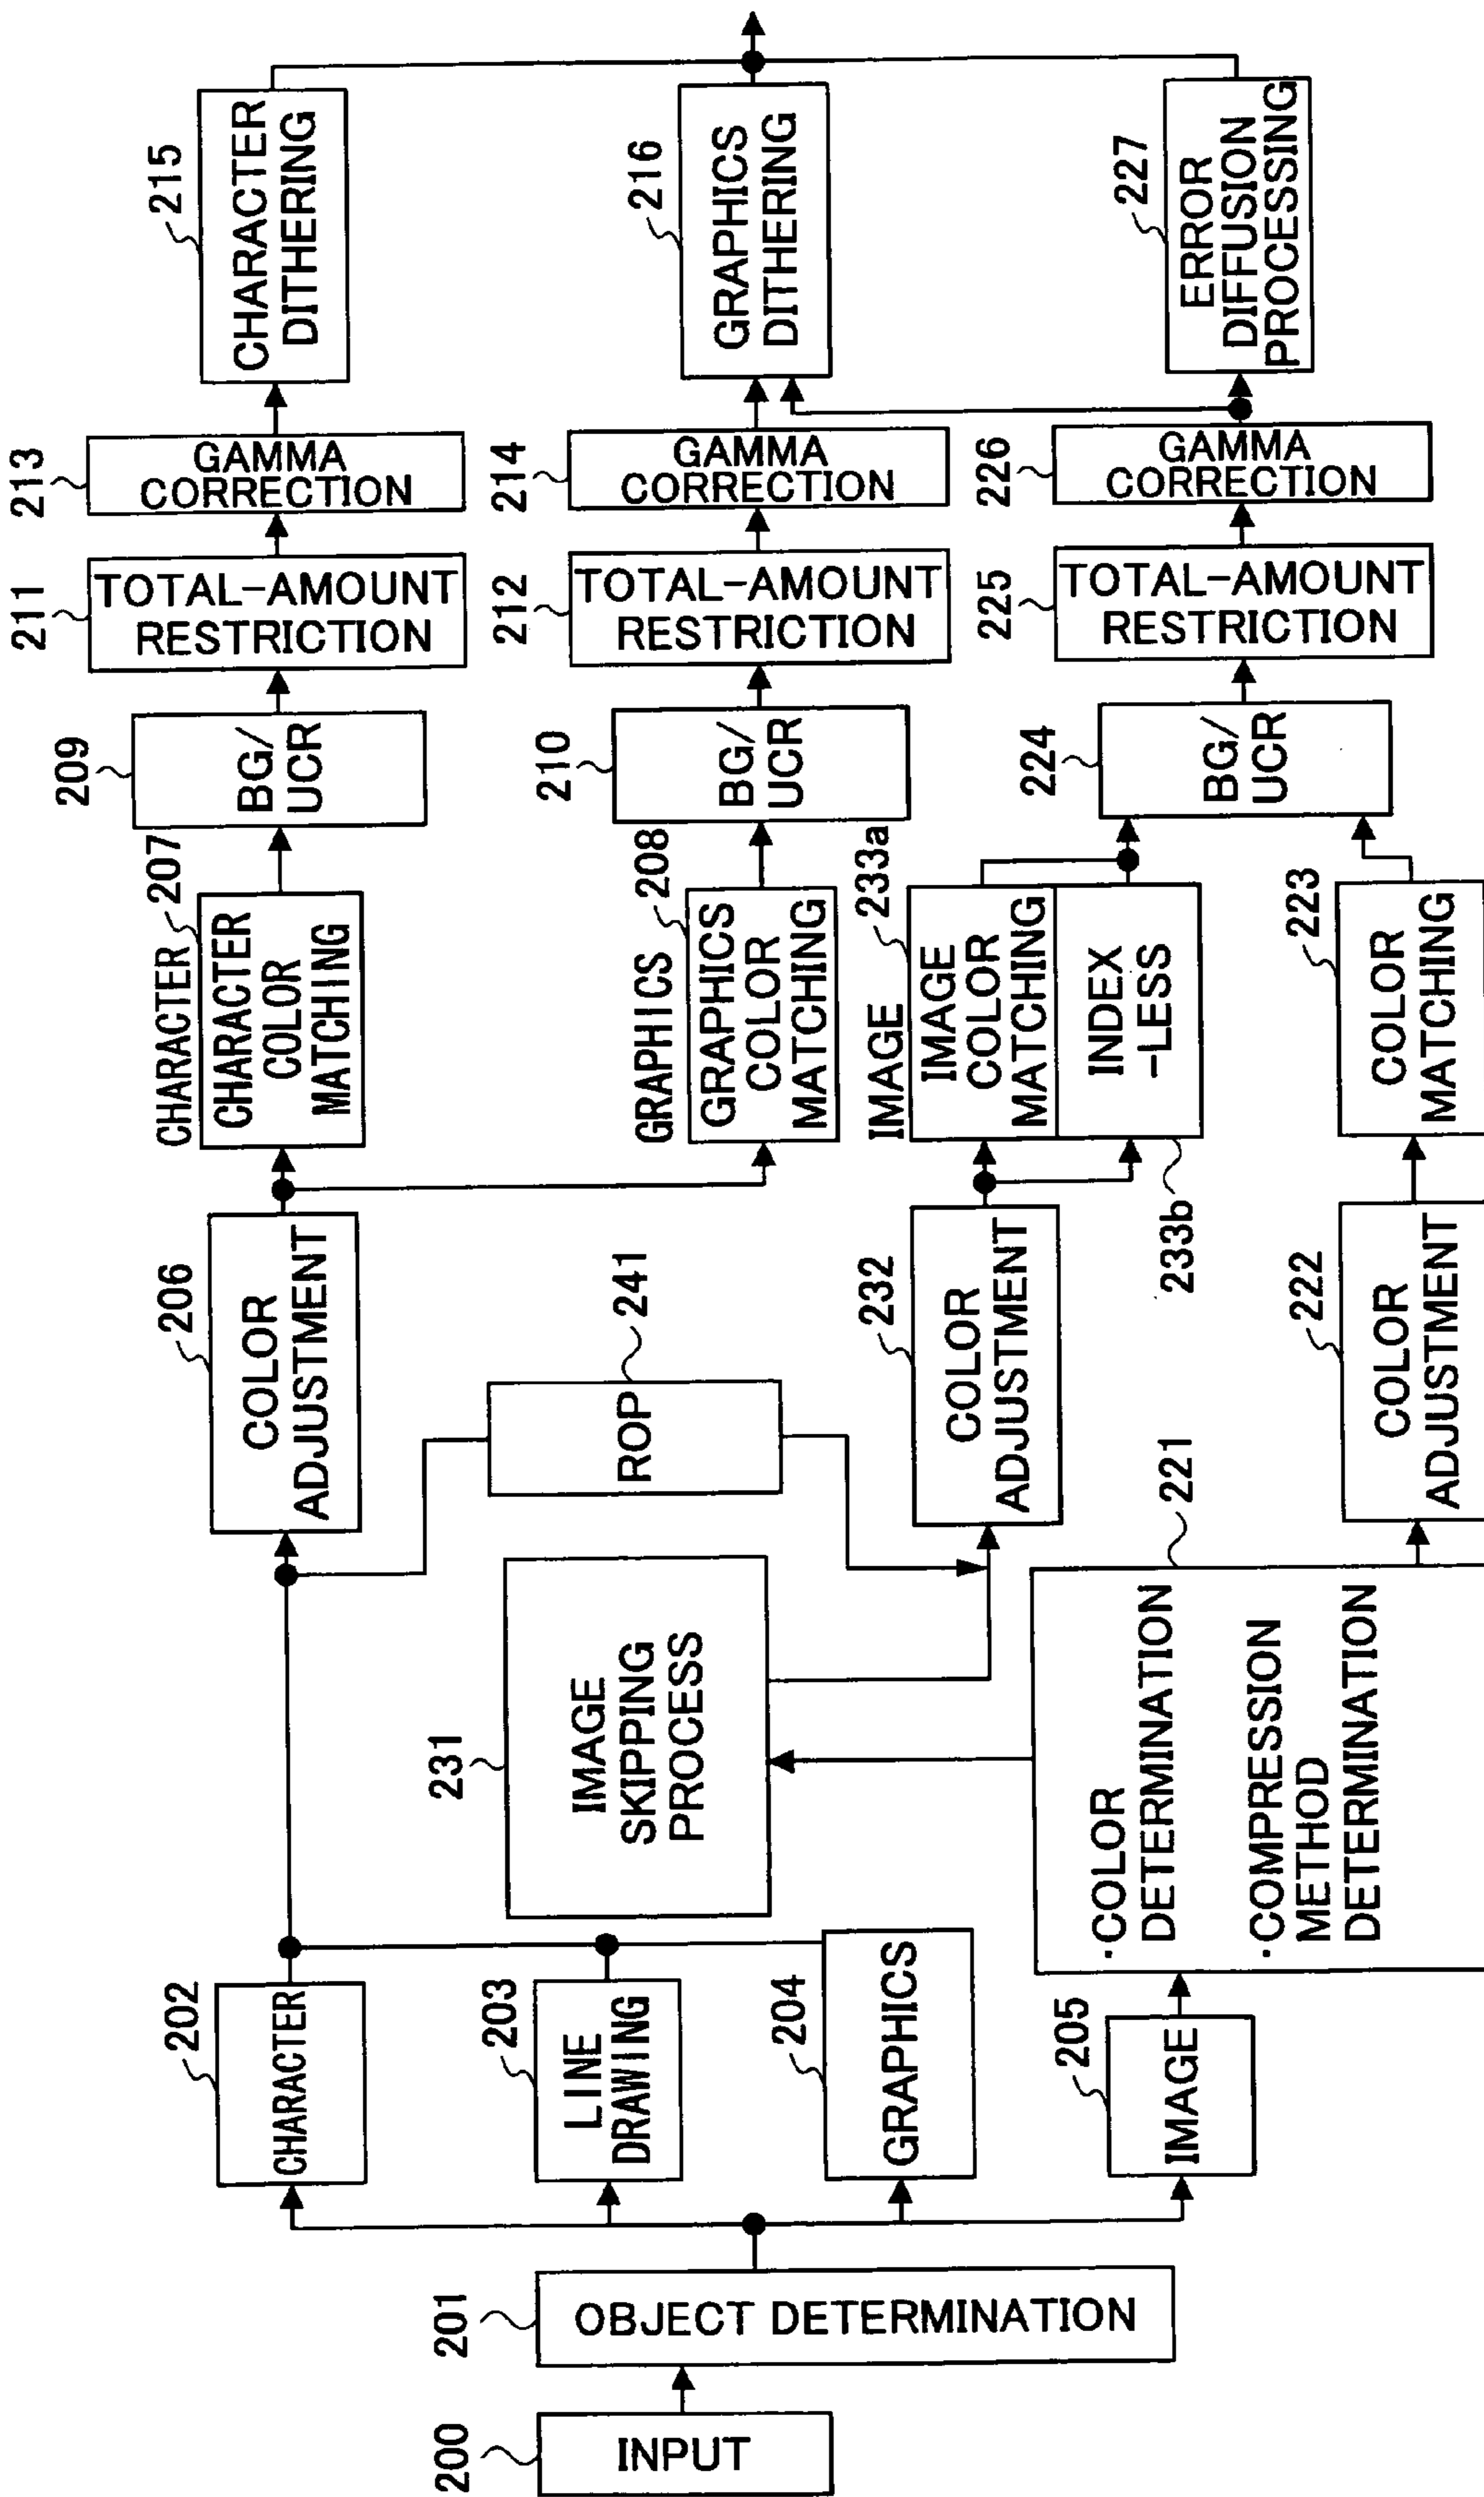 200
INPUT
201
OBJECT DETERMINATION
202
CHARACTER
203
LINE
DRAWING
204
GRAPHICS
205
IMAGE
231
IMAGE
SKIPPING
PROCESS
221
·COLOR
DETERMINATION
·COMPRESSION
METHOD
DETERMINATION
206
COLOR
ADJUSTMENT
241
ROP
232
COLOR
ADJUSTMENT
222
COLOR
ADJUSTMENT
CHARACTER
207
CHARACTER
COLOR
MATCHING
GRAPHICS
208
GRAPHICS
COLOR
MATCHING
IMAGE
233a
IMAGE
COLOR
MATCHING
INDEX
-LESS
233b
223
COLOR
MATCHING
209
BG/
UCR
210
BG/
UCR
224
BG/
UCR
211
TOTAL-AMOUNT
RESTRICTION
212
TOTAL-AMOUNT
RESTRICTION
225
TOTAL-AMOUNT
RESTRICTION
213
GAMMA
CORRECTION
214
GAMMA
CORRECTION
226
GAMMA
CORRECTION
215
CHARACTER
DITHERING
216
GRAPHICS
DITHERING
227
ERROR
DIFFUSION
PROCESSING